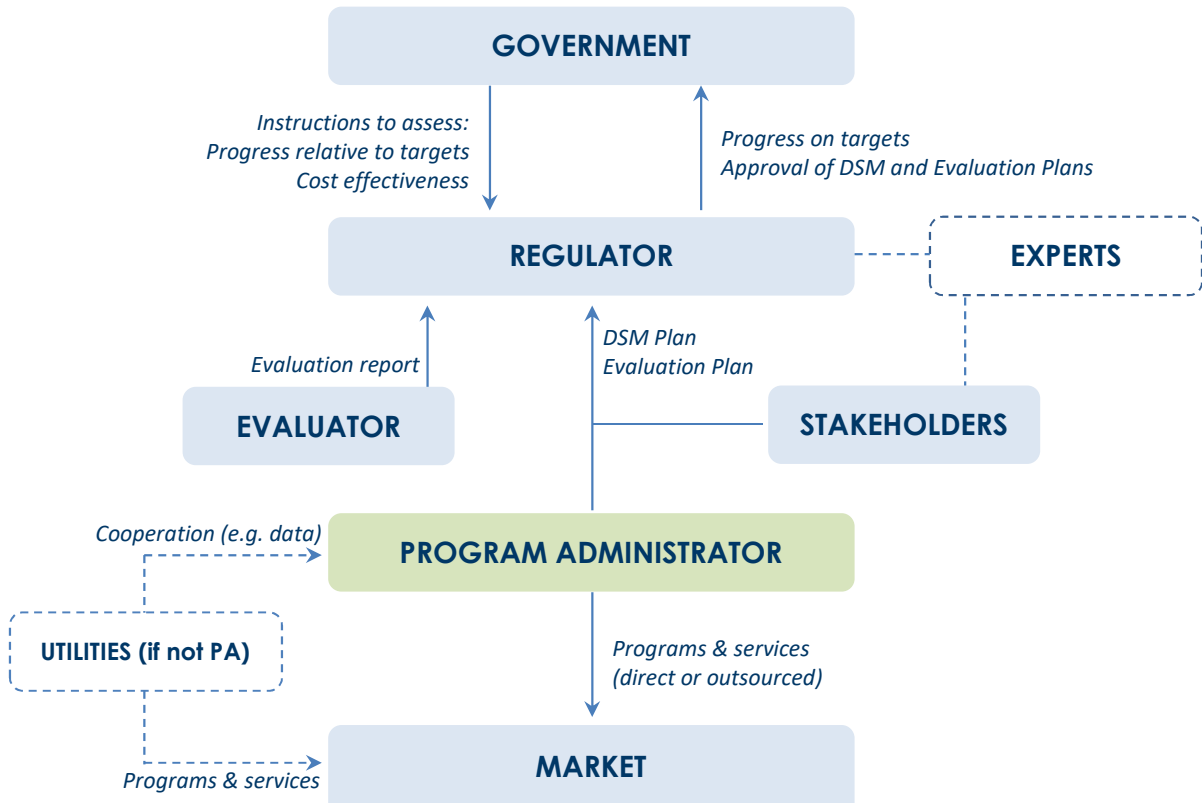 GOVERNMENT
Instructions to assess:
Progress relative to targets
Cost effectiveness
Progress on targets
Approval of DSM and Evaluation Plans
REGULATOR
EXPERTS
Evaluation report
DSM Plan
Evaluation Plan
EVALUATOR
STAKEHOLDERS
Cooperation (e.g. data)
PROGRAM ADMINISTRATOR
UTILITIES (if not PA)
Programs & services
(direct or outsourced)
Programs & services
MARKET